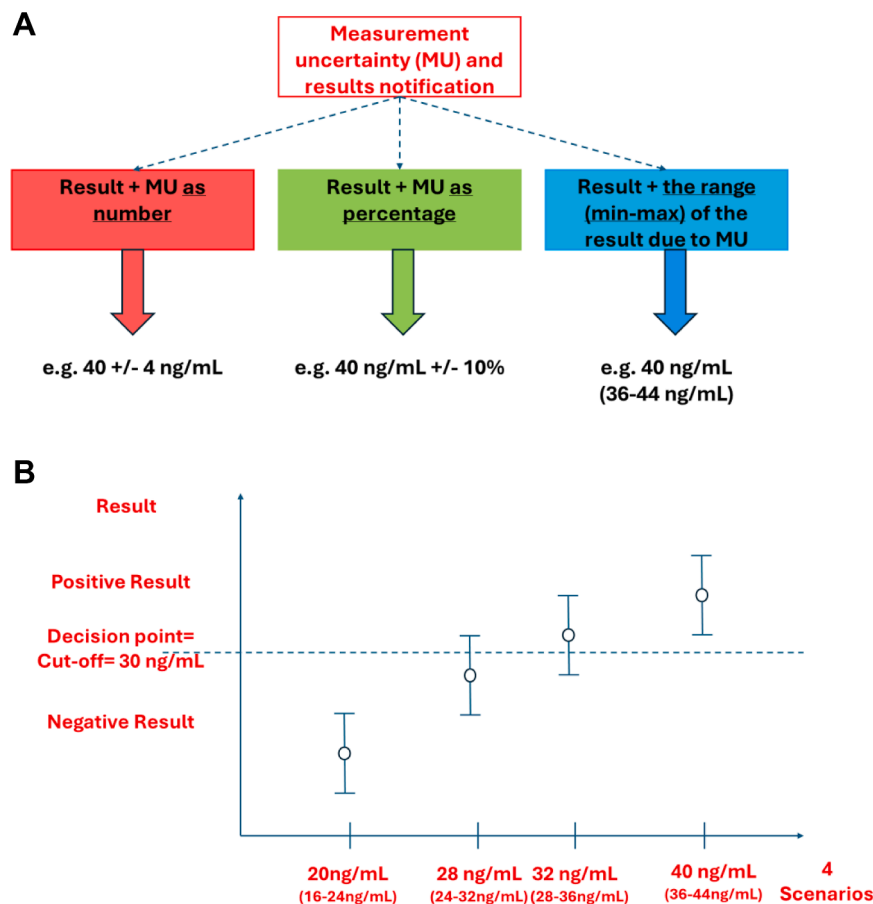 A
Measurement
uncertainty (MU) and
results notification
Result + MU as
number
Result + MU as
percentage
Result + the range
(min-max) of the
result due to MU
e.g. 40 +/- 4 ng/mL
e.g. 40 ng/mL +/- 10%
e.g. 40 ng/mL
(36-44 ng/mL)
B
Result
Positive Result
Decision point=
Cut-off= 30 ng/mL
Negative Result
20ng/mL
(16-24ng/mL)
28 ng/mL
(24-32ng/mL)
32 ng/mL
(28-36ng/mL)
40 ng/mL
(36-44ng/mL)
4
Scenarios